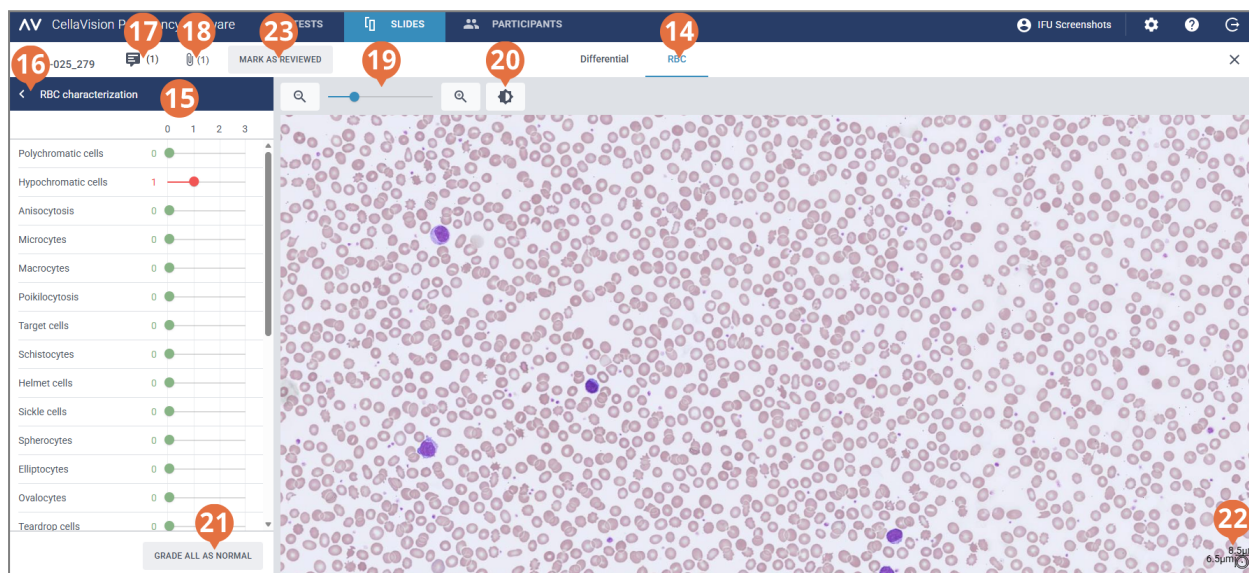 CellaVision P
ncy
ware
TESTS
SLIDES
PARTICIPANTS
IFU Screenshots
17
18
23
14
16
-025_279
(1)
(1)
MARK AS REVIEWED
19
20
Differential
RBC
RBC characterization
15
0 1 2 3
Polychromatic cells 0
Hypochromatic cells 1
Anisocytosis 0
Microcytes 0
Macrocytes 0
Poikilocytosis 0
Target cells 0
Schistocytes 0
Helmet cells 0
Sickle cells 0
Spherocytes 0
Elliptocytes 0
Ovalocytes 0
Teardrop cells 0
21
GRADE ALL AS NORMAL
22
8.5μm
6.5μm